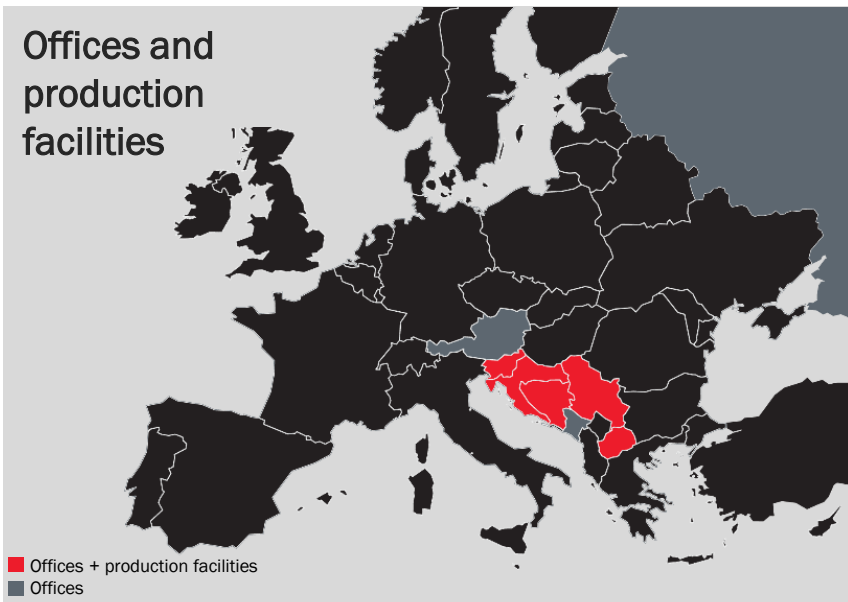 Offices and
production
facilities
Offices + production facilities
Offices